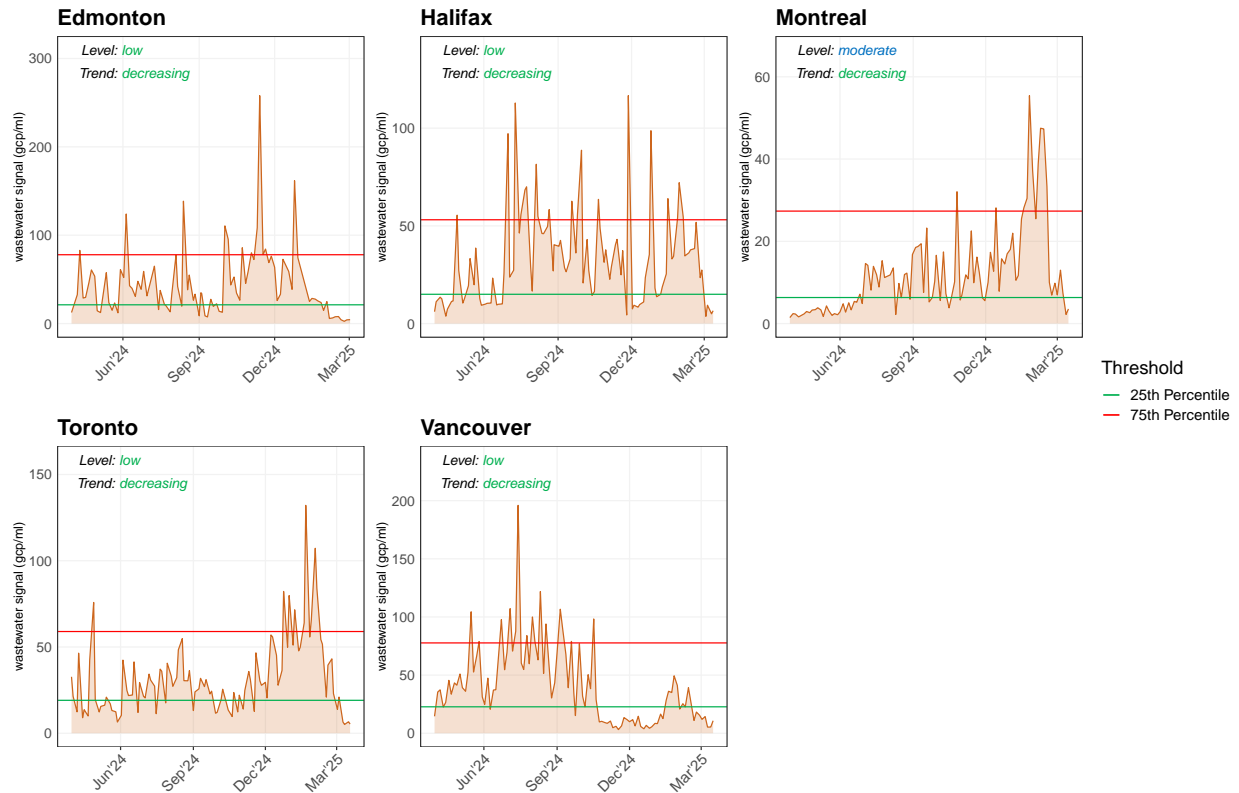 Edmonton
Level: low
Trend: decreasing
wastewater signal (gcp/ml)
300
200
100
0
Jun'24
Sep'24
Dec'24
Mar'25
Halifax
Level: low
Trend: decreasing
wastewater signal (gcp/ml)
100
50
0
Jun'24
Sep'24
Dec'24
Mar'25
Montreal
Level: moderate
Trend: decreasing
wastewater signal (gcp/ml)
60
40
20
0
Jun'24
Sep'24
Dec'24
Mar'25
Threshold
25th Percentile
75th Percentile
Toronto
Level: low
Trend: decreasing
wastewater signal (gcp/ml)
150
100
50
0
Jun'24
Sep'24
Dec'24
Mar'25
Vancouver
Level: low
Trend: decreasing
wastewater signal (gcp/ml)
200
150
100
50
0
Jun'24
Sep'24
Dec'24
Mar'25